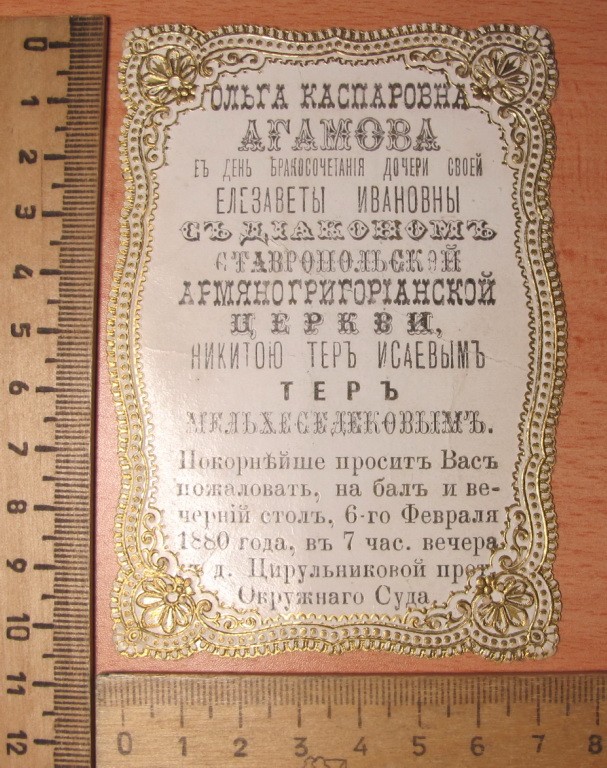 ОЛЬГА КАСПАРОВНА
АГАМОВА
ВЪ ДЕНЬ БРАКОСОЧЕТАНІЯ ДОЧЕРИ СВОЕЙ
ЕЛЕЗАВЕТЫ ИВАНОВНЫ
СЪ ДІАКОНОМЪ
СТАВРОПОЛЬСКОЙ
АРМЯНОГРИГОРІАНСКОЙ
ЦЕРКВИ,
НИКИТОЮ ТЕРЪ ИСАЕВЫМЪ
ТЕРЪ
МЕЛЬХЕСЕДЕКОВЫМЪ.
Покорнѣйше проситъ Васъ
пожаловать, на балъ и ве-
черній столъ, 6-го Февраля
1880 года, въ 7 час. вечера,
д. Цирульниковой прот.
Окружнаго Суда.
0
1
2
3
4
5
6
7
8
9
10
11
12
0 1 2 3 4 5 6 7 8